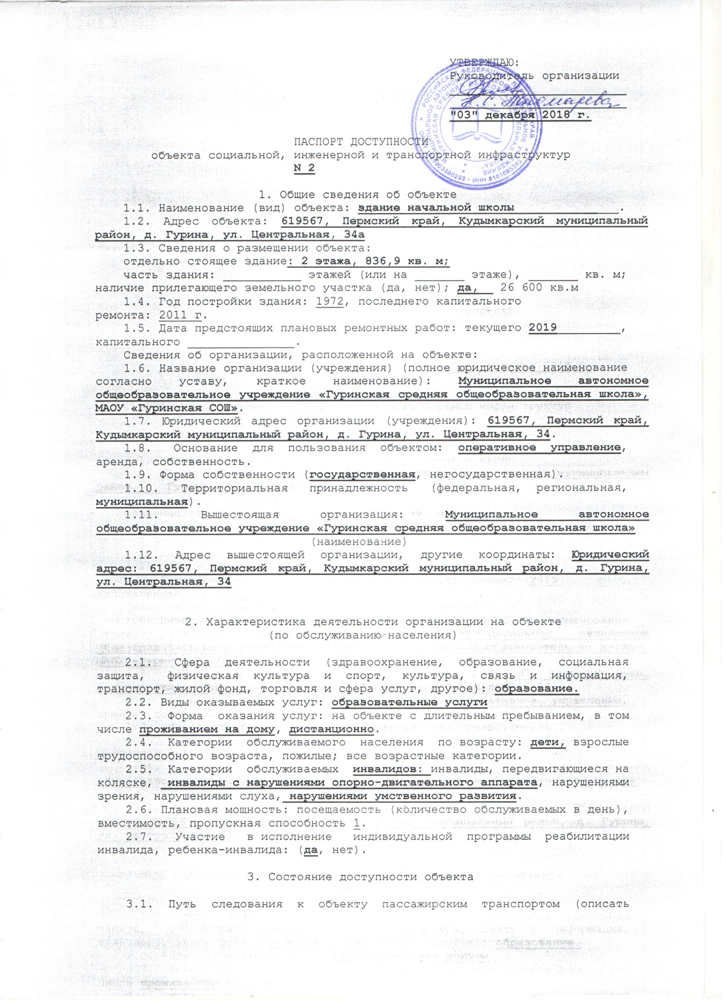 УТВЕРЖДАЮ:
Руководитель организации
Н.С. Пономарева
"03" декабря 2018 г.
ПАСПОРТ ДОСТУПНОСТИ
объекта социальной, инженерной и транспортной инфраструктур
N 2
1. Общие сведения об объекте
1.1. Наименование (вид) объекта: здание начальной школы ____________.
1.2. Адрес объекта: 619567, Пермский край, Кудымкарский муниципальный
район, д. Гурина, ул. Центральная, 34а
1.3. Сведения о размещении объекта:
отдельно стоящее здание: 2 этажа, 836,9 кв. м;
часть здания: ___________ этажей (или на _______ этаже), _______ кв. м;
наличие прилегающего земельного участка (да, нет); да, 26 600 кв.м
1.4. Год постройки здания: 1972, последнего капитального
ремонта: 2011 г.
1.5. Дата предстоящих плановых ремонтных работ: текущего 2019_________,
капитального _______________.
Сведения об организации, расположенной на объекте:
1.6. Название организации (учреждения) (полное юридическое наименование
согласно уставу, краткое наименование): Муниципальное автономное
общеобразовательное учреждение «Гуринская средняя общеобразовательная школа»,
МАОУ «Гуринская СОШ».
1.7. Юридический адрес организации (учреждения): 619567, Пермский край,
Кудымкарский муниципальный район, д. Гурина, ул. Центральная, 34.
1.8. Основание для пользования объектом: оперативное управление,
аренда, собственность.
1.9. Форма собственности (государственная, негосударственная).
1.10. Территориальная принадлежность (федеральная, региональная,
муниципальная).
1.11. Вышестоящая организация: Муниципальное автономное
общеобразовательное учреждение «Гуринская средняя общеобразовательная школа»
(наименование)
1.12. Адрес вышестоящей организации, другие координаты: Юридический
адрес: 619567, Пермский край, Кудымкарский муниципальный район, д. Гурина,
ул. Центральная, 34
2. Характеристика деятельности организации на объекте
(по обслуживанию населения)
2.1. Сфера деятельности (здравоохранение, образование, социальная
защита, физическая культура и спорт, культура, связь и информация,
транспорт, жилой фонд, торговля и сфера услуг, другое): образование.
2.2. Виды оказываемых услуг: образовательные услуги
2.3. Форма оказания услуг: на объекте с длительным пребыванием, в том
числе проживанием на дому, дистанционно.
2.4. Категории обслуживаемого населения по возрасту: дети, взрослые
трудоспособного возраста, пожилые; все возрастные категории.
2.5. Категории обслуживаемых инвалидов: инвалиды, передвигающиеся на
коляске, инвалиды с нарушениями опорно-двигательного аппарата, нарушениями
зрения, нарушениями слуха, нарушениями умственного развития.
2.6. Плановая мощность: посещаемость (количество обслуживаемых в день),
вместимость, пропускная способность 1.
2.7. Участие в исполнение индивидуальной программы реабилитации
инвалида, ребенка-инвалида: (да, нет).
3. Состояние доступности объекта
3.1. Путь следования к объекту пассажирским транспортом (описать